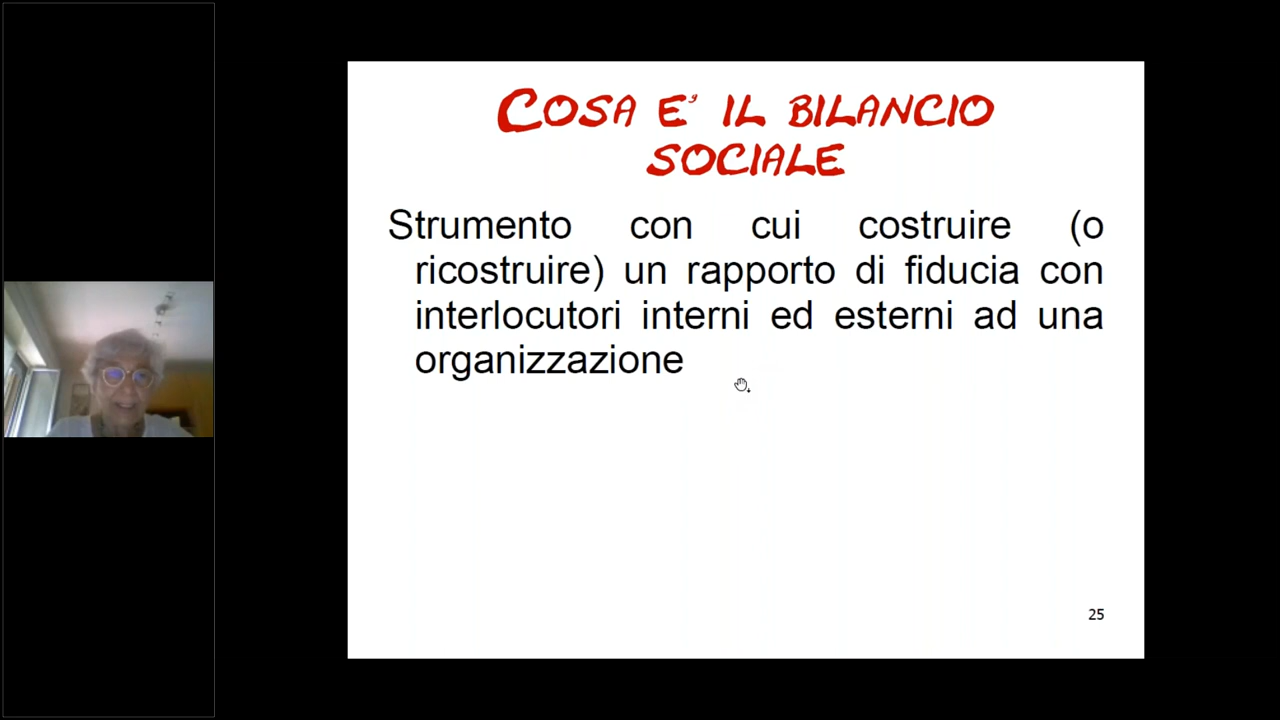 COSA E' IL BILANCIO
SOCIALE
Strumento con cui costruire (o
ricostruire) un rapporto di fiducia con
interlocutori interni ed esterni ad una
organizzazione
25